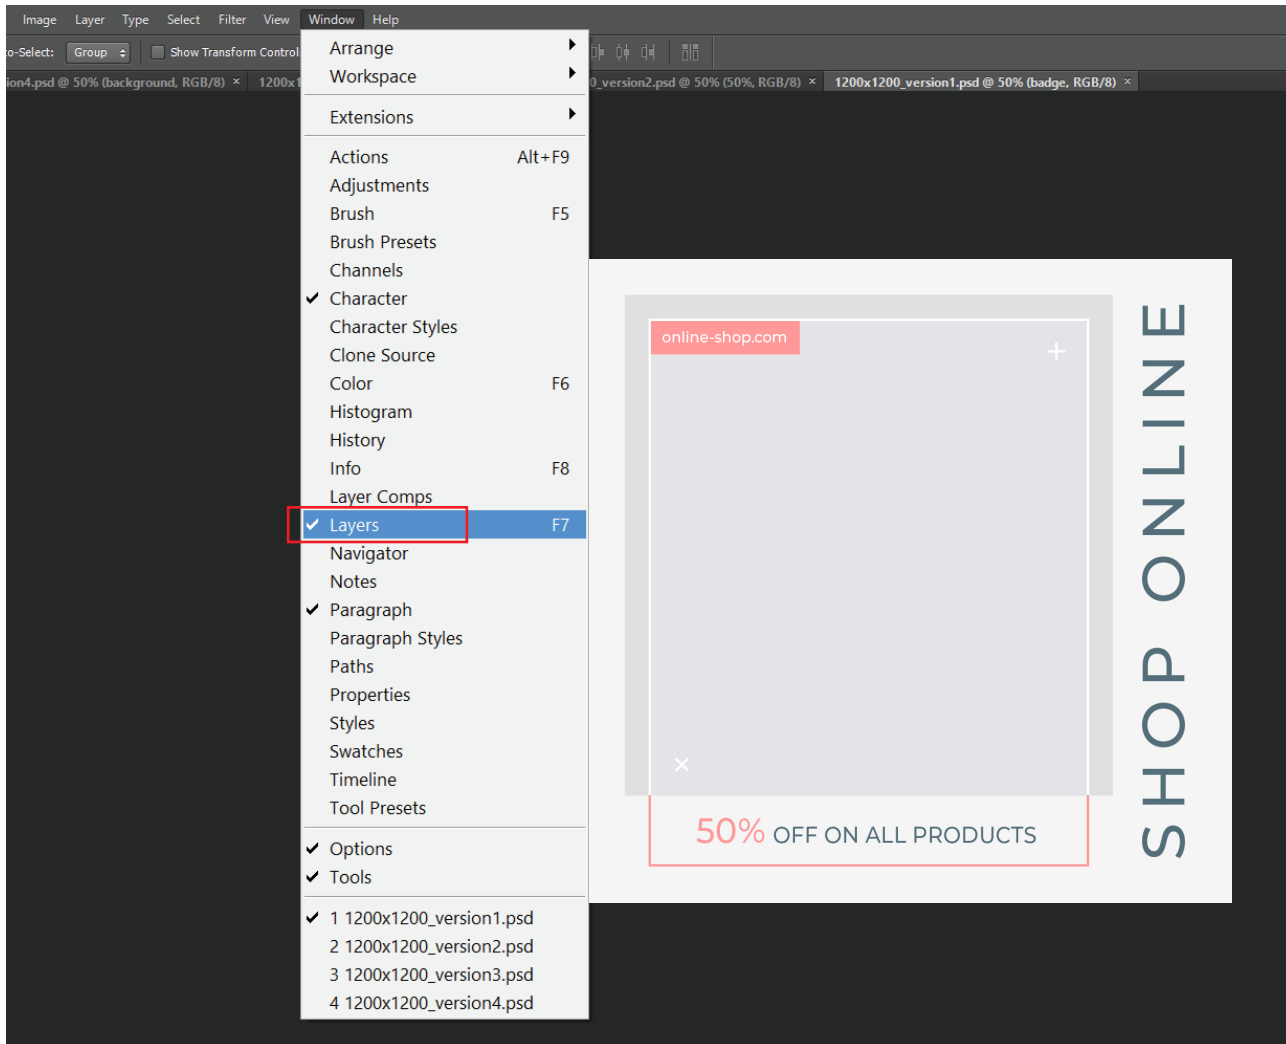 Image Layer Type Select Filter View Window Help
to-Select: Group Show Transform Control
ion4.psd @ 50% (background, RGB/8) × 1200x1 0_version2.psd @ 50% (50%, RGB/8) × 1200x1200_version1.psd @ 50% (badge, RGB/8) ×
Arrange
Workspace
Extensions
Actions Alt+F9
Adjustments
Brush F5
Brush Presets
Channels
Character
Character Styles
Clone Source
Color F6
Histogram
History
Info F8
Layer Comps
Layers F7
Navigator
Notes
Paragraph
Paragraph Styles
Paths
Properties
Styles
Swatches
Timeline
Tool Presets
Options
Tools
1 1200x1200_version1.psd
2 1200x1200_version2.psd
3 1200x1200_version3.psd
4 1200x1200_version4.psd
online-shop.com
50% OFF ON ALL PRODUCTS
SHOP ONLINE